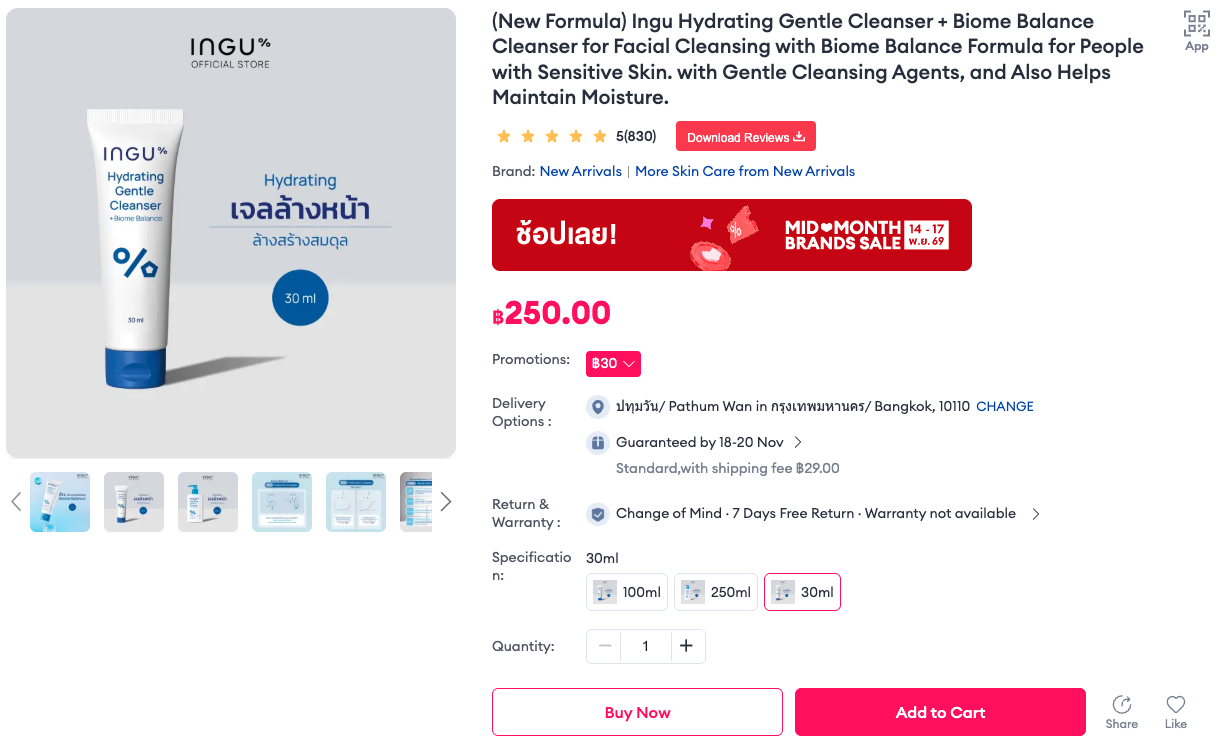 INGU%
OFFICIAL STORE
INGU%
Hydrating
Gentle
Cleanser
+ Biome Balance
%
30 ml
Hydrating
เจลล้างหน้า
ล้างสร้างสมดุล
30 ml
(New Formula) Ingu Hydrating Gentle Cleanser + Biome Balance
Cleanser for Facial Cleansing with Biome Balance Formula for People
with Sensitive Skin. with Gentle Cleansing Agents, and Also Helps
Maintain Moisture.
App
5(830)
Download Reviews
Brand: New Arrivals | More Skin Care from New Arrivals
ช้อปเลย!
%
MID MONTH
BRANDS SALE
14 - 17
พ.ย. 69
฿250.00
Promotions:
฿30
Delivery
Options :
ปทุมวัน/ Pathum Wan in กรุงเทพมหานคร/ Bangkok, 10110 CHANGE
Guaranteed by 18-20 Nov
Standard,with shipping fee ฿29.00
Return &
Warranty :
Change of Mind · 7 Days Free Return · Warranty not available
Specificatio
n:
30ml
100ml
250ml
30ml
Quantity:
1
Buy Now
Add to Cart
Share
Like